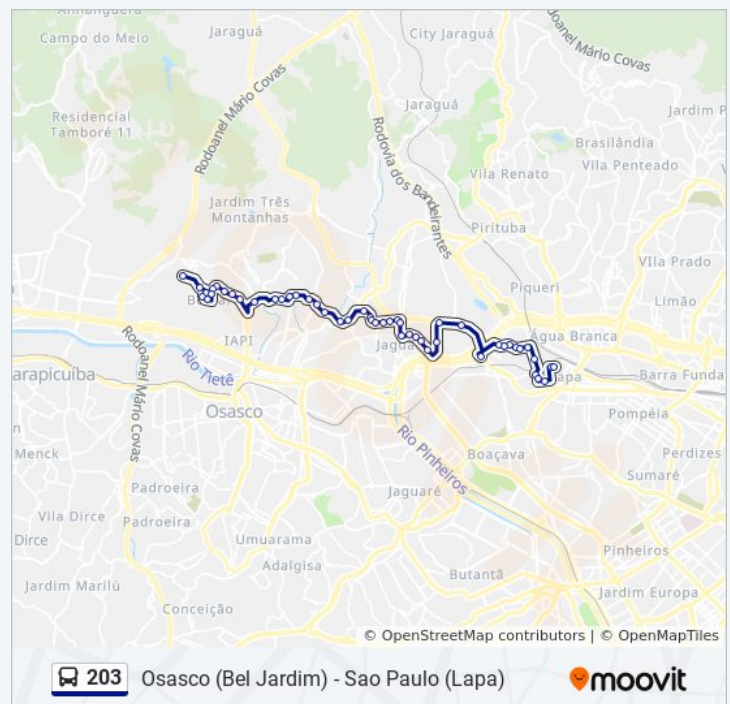 Anhanguera
Campo do Meio
Jaraguá
City Jaraguá
Rodoanel Mário Covas
Rodoanel Mário Covas
Residencial
Tamboré 11
Jaraguá
Rodovia dos Bandeirantes
Jardim P
Brasilândia
Vila Penteado
Vila Renato
Jardim Três
Montanhas
Pirituba
VIla Prado
Piqueri
Limão
B
IAPI
Jaguar
Água Branca
Lapa
Barra Funda
arapicuíba
Rio Tietê
Rodoanel Mário Covas
Osasco
Pompéia
n
Menck
Rio Pinheiros
Boaçava
Perdizes
Sumaré
Jaguaré
Padroeira
Vila Dirce
Padroeira
Dirce
Umuarama
Adalgisa
Pinheiros
Butantã
Jardim Marilú
Jardim Europa
Conceição
© OpenStreetMap contributors | © OpenMapTiles
203 Osasco (Bel Jardim) - Sao Paulo (Lapa)
moovit